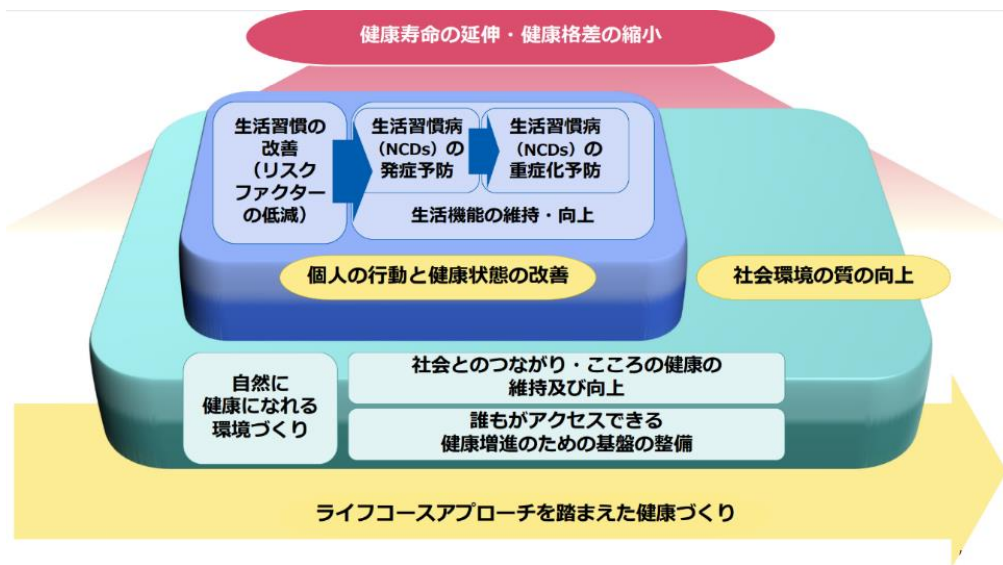 健康寿命の延伸・健康格差の縮小
生活習慣の
改善
（リスク
ファクター
の低減）
生活習慣病
（NCDs）の
発症予防
生活習慣病
（NCDs）の
重症化予防
生活機能の維持・向上
個人の行動と健康状態の改善
社会環境の質の向上
自然に
健康になれる
環境づくり
社会とのつながり・こころの健康の
維持及び向上
誰もがアクセスできる
健康増進のための基盤の整備
ライフコースアプローチを踏まえた健康づくり